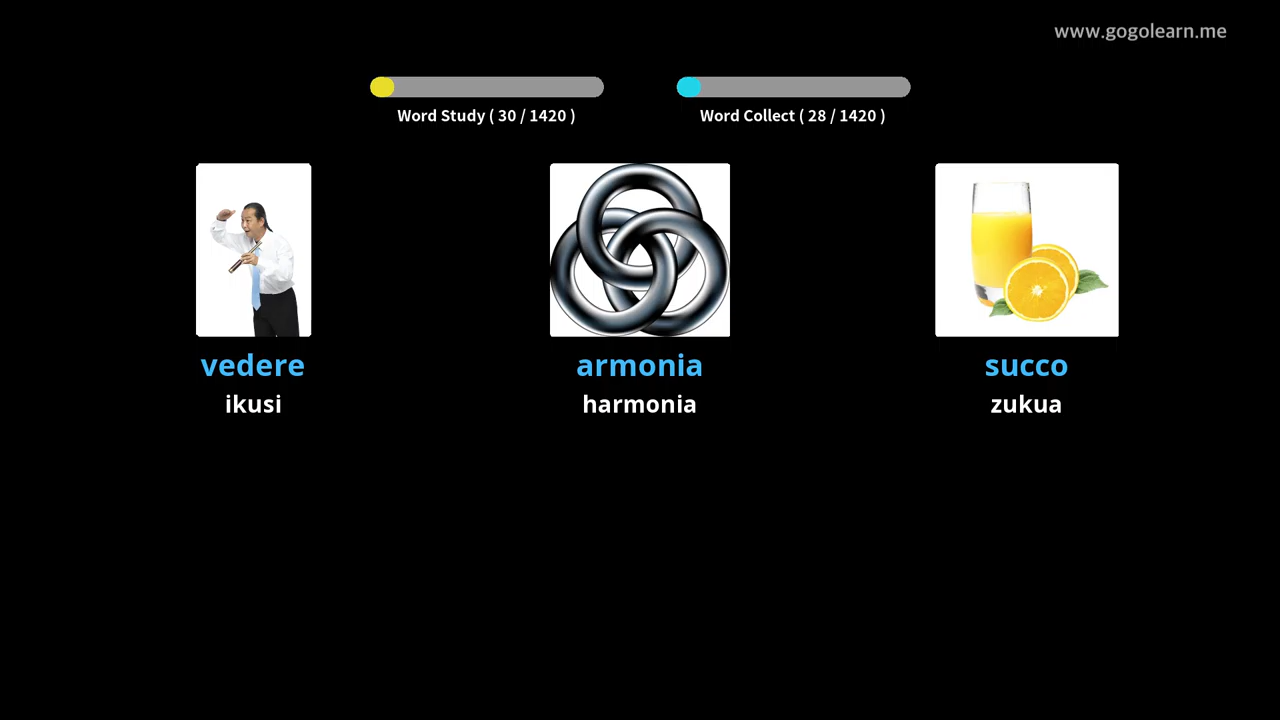 www.gogolearn.me
Word Study ( 30 / 1420 )
Word Collect ( 28 / 1420 )
vedere
armonia
succo
ikusi
harmonia
zukua